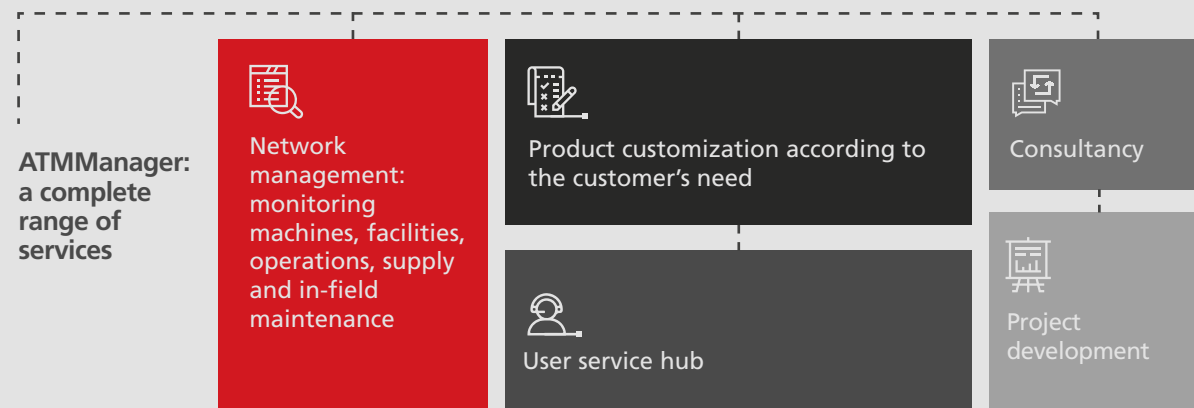 ATMManager:
a complete
range of
services
Network
management:
monitoring
machines, facilities,
operations, supply
and in-field
maintenance
Product customization according to
the customer’s need
User service hub
Consultancy
Project
development